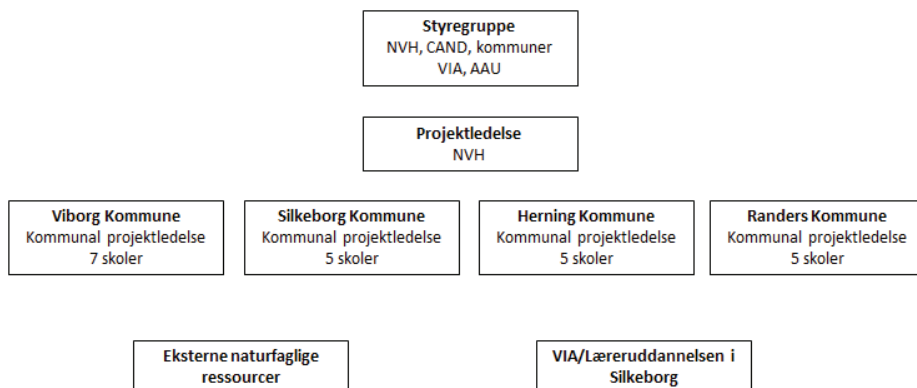 Styregruppe
NVH, CAND, kommuner
VIA, AAU
Projektledelse
NVH
Viborg Kommune
Kommunal projektledelse
7 skoler
Silkeborg Kommune
Kommunal projektledelse
5 skoler
Herning Kommune
Kommunal projektledelse
5 skoler
Randers Kommune
Kommunal projektledelse
5 skoler
Eksterne naturfaglige
ressourcer
VIA/Læreruddannelsen i
Silkeborg